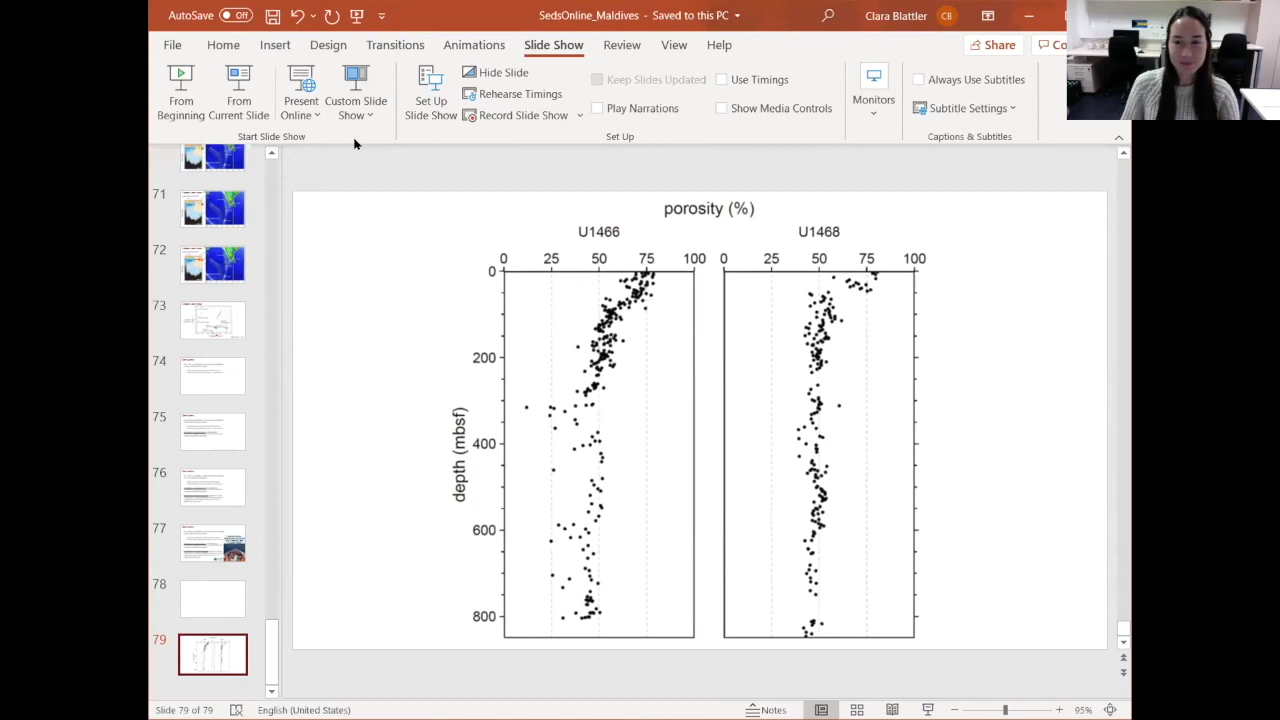 AutoSave Off
SedsOnline_Maldives - Saved to this PC
Clara Blattler CB
File Home Insert Design Transitions Animations Slide Show Review View Help Share Co
From Beginning
From Current Slide
Present Online
Custom Slide Show
Set Up Slide Show
Hide Slide
Rehearse Timings
Record Slide Show
Keep Slides Updated
Play Narrations
Use Timings
Show Media Controls
Monitors
Always Use Subtitles
Subtitle Settings
Start Slide Show
Set Up
Captions & Subtitles
71
72
73
74
75
76
77
78
79
porosity (%)
U1466 U1468
0 25 50 75 100 0 25 50 75 100
0
200
400
600
800
depth (mbsf)
Slide 79 of 79 English (United States) Notes 95%